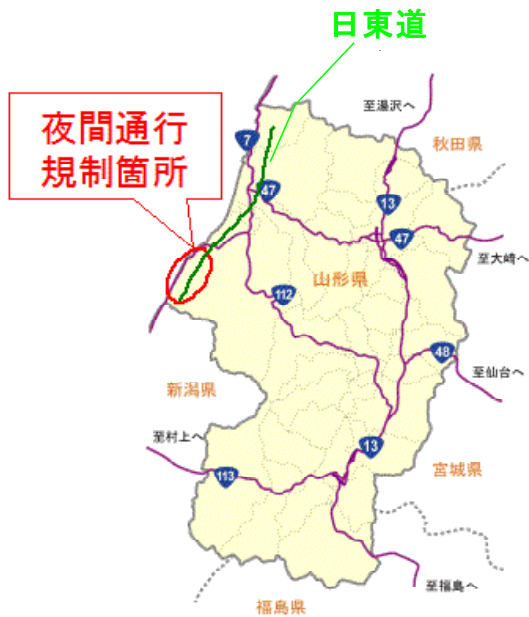 日東道
夜間通行
規制箇所
至湯沢へ
秋田県
7
47
13
47
至大崎へ
山形県
112
48
至仙台へ
新潟県
至村上へ
13
宮城県
113
至福島へ
福島県